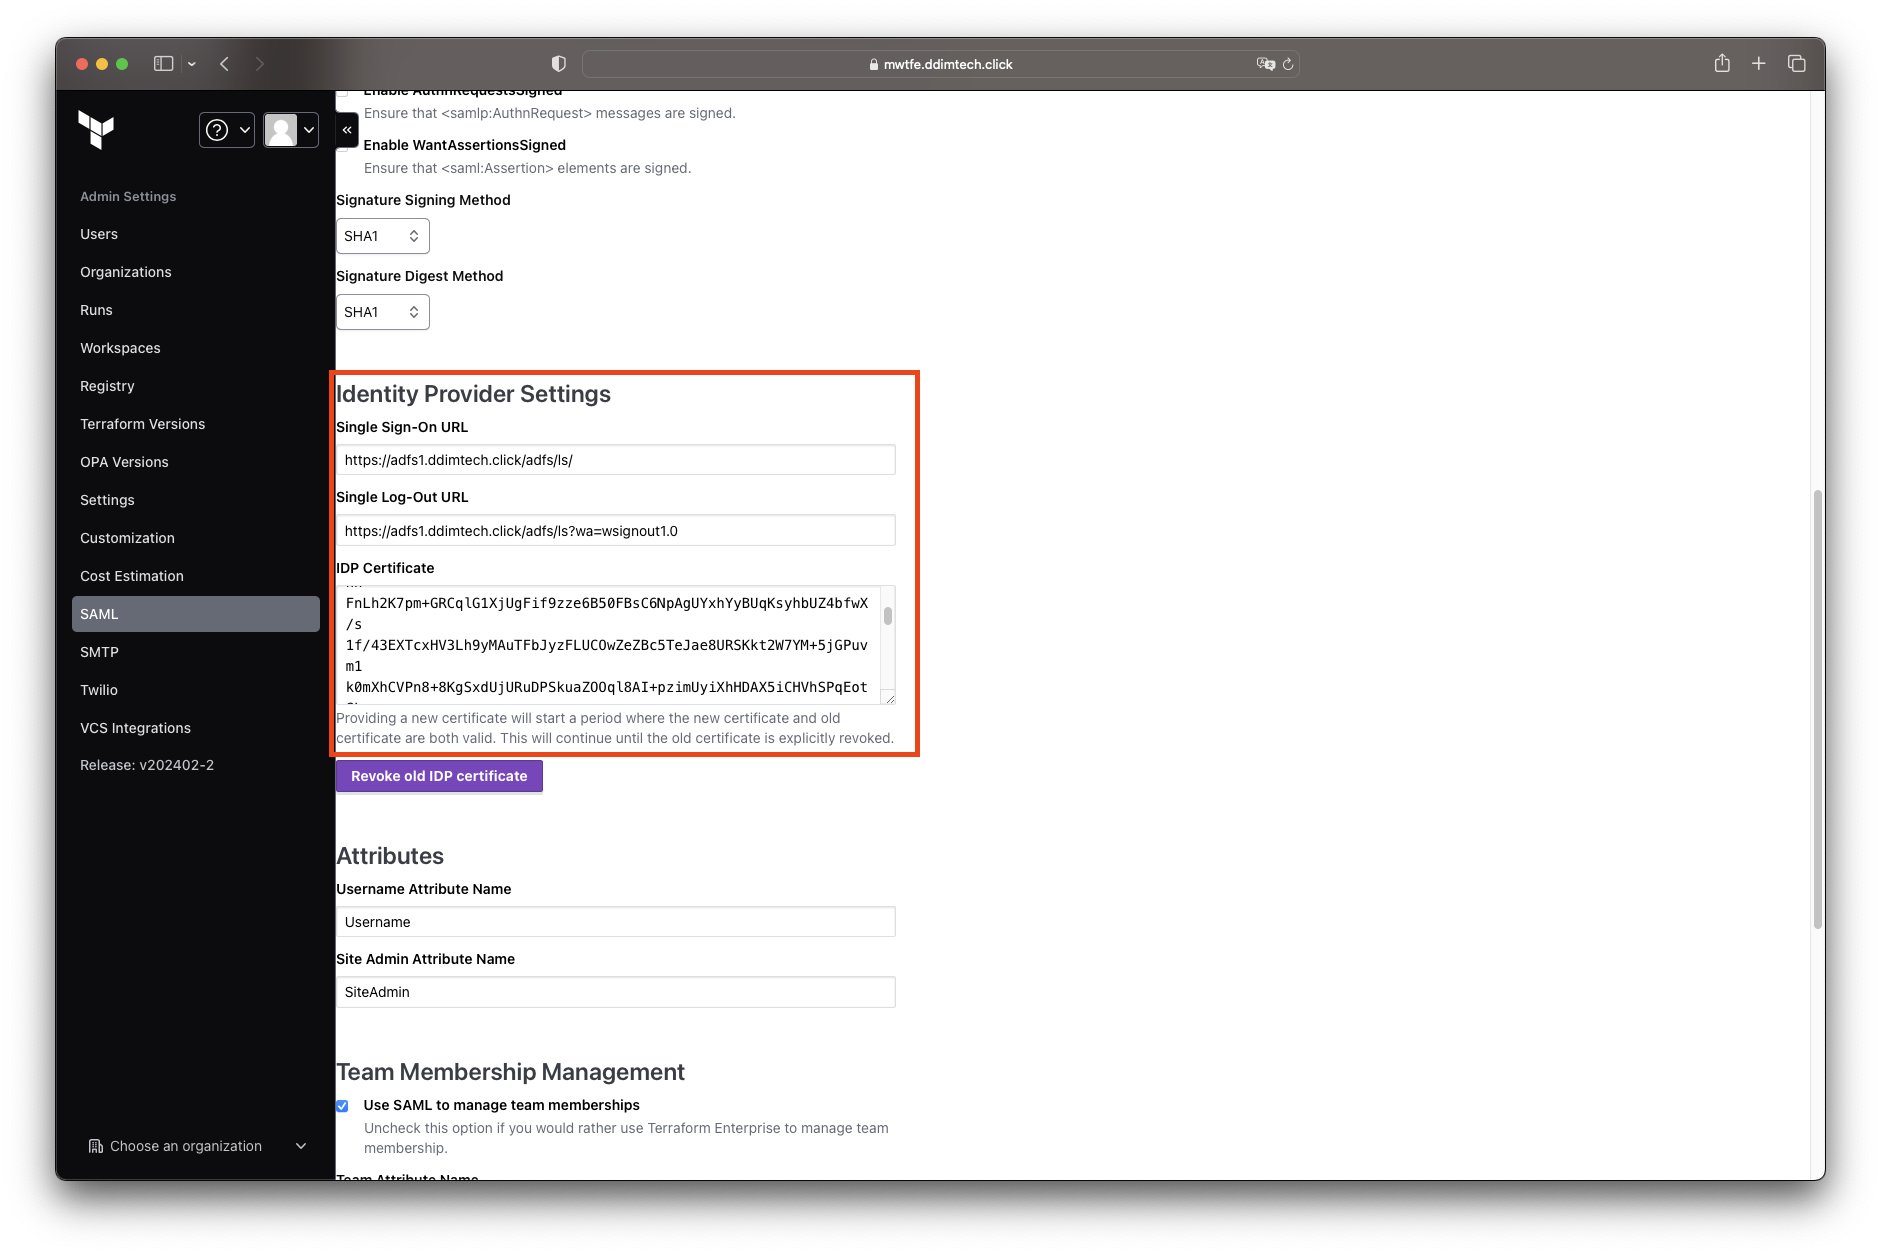 mwtfe.ddimtech.click
Admin Settings
Users
Organizations
Runs
Workspaces
Registry
Terraform Versions
OPA Versions
Settings
Customization
Cost Estimation
SAML
SMTP
Twilio
VCS Integrations
Release: v202402-2
Choose an organization
Enable AuthnRequestsSigned
Ensure that <samlp:AuthnRequest> messages are signed.
Enable WantAssertionsSigned
Ensure that <saml:Assertion> elements are signed.
Signature Signing Method
SHA1
Signature Digest Method
SHA1
Identity Provider Settings
Single Sign-On URL
https://adfs1.ddimtech.click/adfs/ls/
Single Log-Out URL
https://adfs1.ddimtech.click/adfs/ls?wa=wsignout1.0
IDP Certificate
FnLh2K7pm+GRCqlG1XjUgFif9zze6B50FBsC6NpAgUYxhYyBUqKsyhbUZ4bfwX
/s
1f/43EXTcxHV3Lh9yMAuTFbJyzFLUCOwZeZBc5TeJae8URSKkt2W7YM+5jGPuv
m1
k0mXhCVPn8+8KgSxdUjURuDPSkuaZOOql8AI+pzimUyiXhHDAX5iCHVhSPqEot
Providing a new certificate will start a period where the new certificate and old
certificate are both valid. This will continue until the old certificate is explicitly revoked.
Revoke old IDP certificate
Attributes
Username Attribute Name
Username
Site Admin Attribute Name
SiteAdmin
Team Membership Management
Use SAML to manage team memberships
Uncheck this option if you would rather use Terraform Enterprise to manage team
membership.
Team Attribute Name